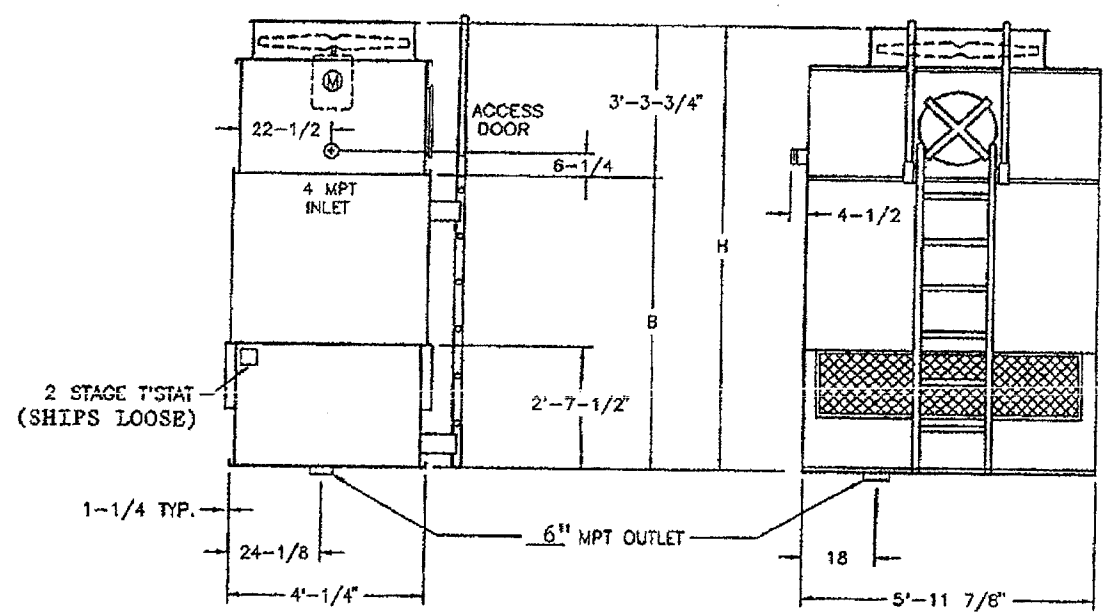 M
22-1/2
ACCESS
DOOR
3'-3-3/4"
6-1/4
4 MPT
INLET
4-1/2
H
B
2 STAGE T'STAT
(SHIPS LOOSE)
2'-7-1/2"
1-1/4 TYP.
6" MPT OUTLET
24-1/8
18
4'-1/4"
5'-11 7/8"